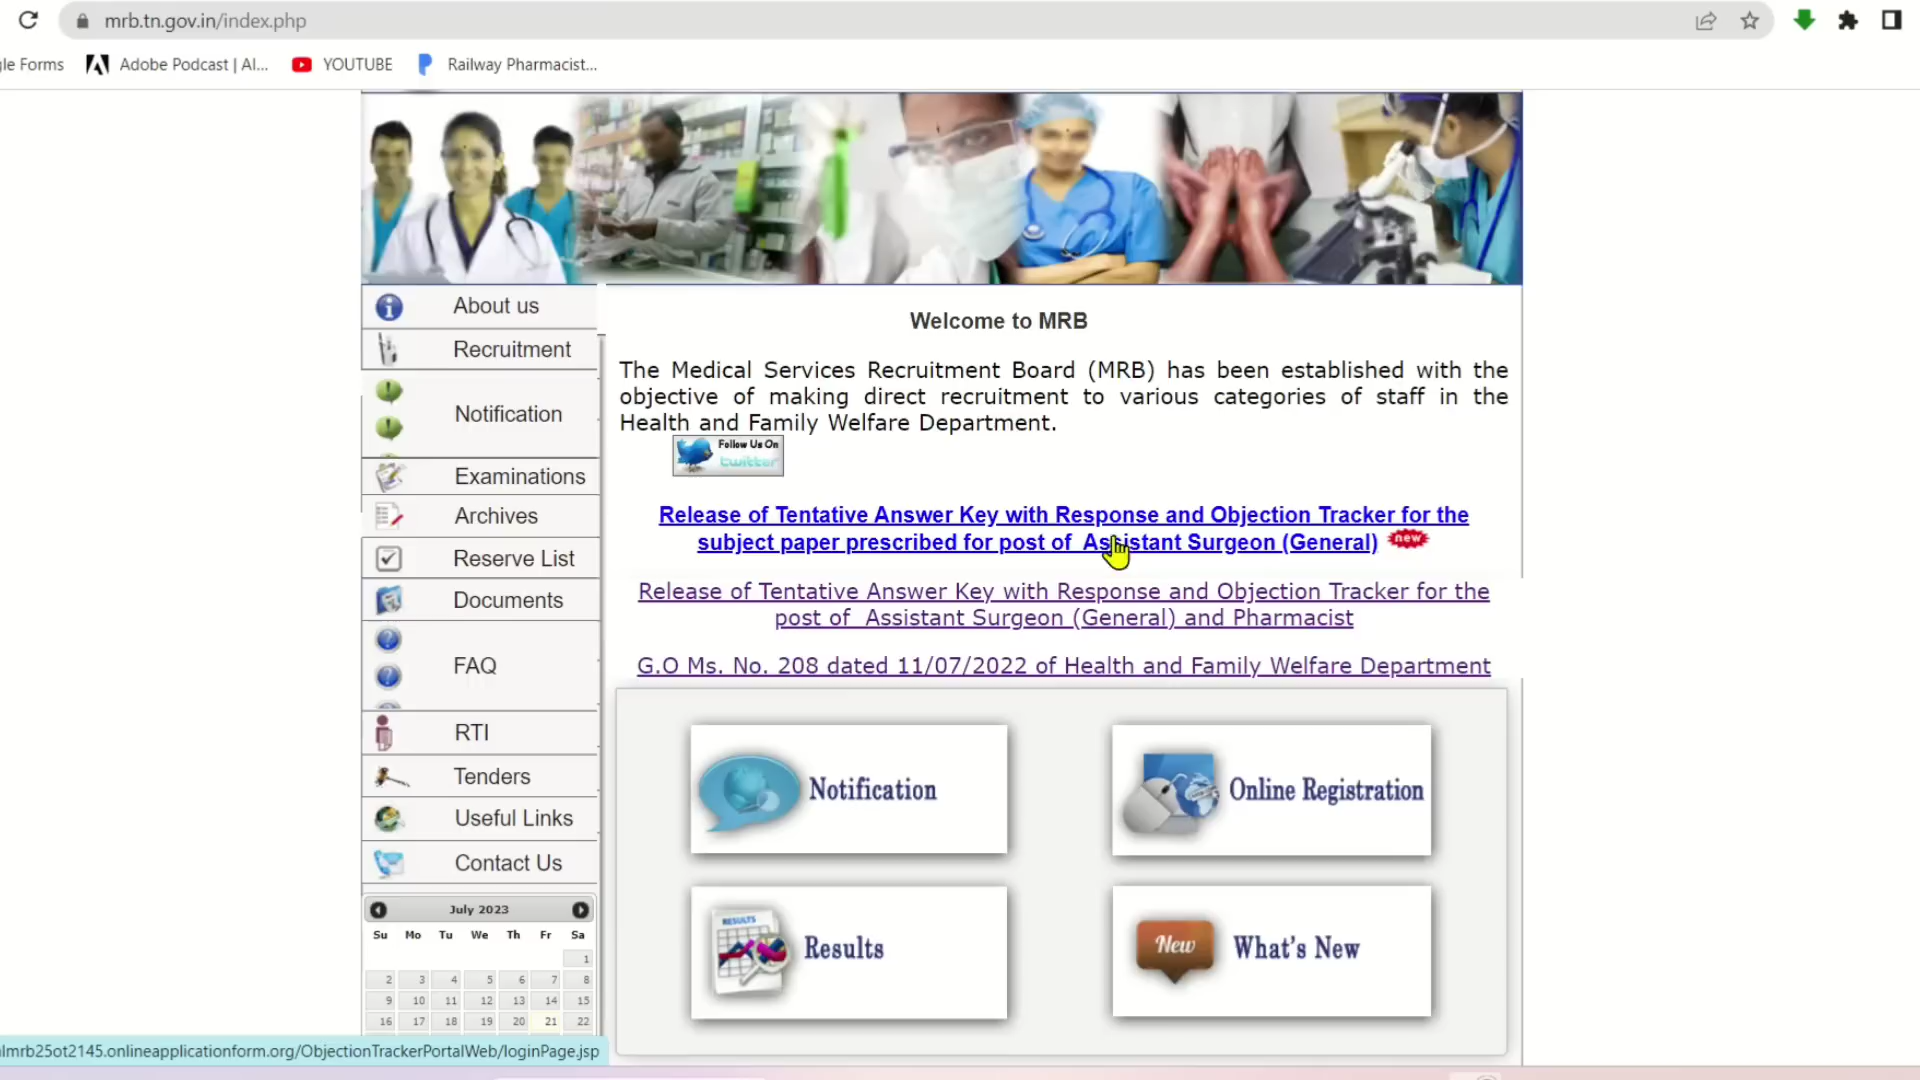 mrb.tn.gov.in/index.php
le Forms
Adobe Podcast | AI...
YOUTUBE
Railway Pharmacist...
About us
Recruitment
Notification
Examinations
Archives
Reserve List
Documents
FAQ
RTI
Tenders
Useful Links
Contact Us
July 2023
Su Mo Tu We Th Fr Sa
1
2 3 4 5 6 7 8
9 10 11 12 13 14 15
16 17 18 19 20 21 22
Welcome to MRB
The Medical Services Recruitment Board (MRB) has been established with the
objective of making direct recruitment to various categories of staff in the
Health and Family Welfare Department.
Follow Us On
twitter
Release of Tentative Answer Key with Response and Objection Tracker for the
subject paper prescribed for post of Assistant Surgeon (General) new
Release of Tentative Answer Key with Response and Objection Tracker for the
post of Assistant Surgeon (General) and Pharmacist
G.O Ms. No. 208 dated 11/07/2022 of Health and Family Welfare Department
Notification
Online Registration
RESULTS
Results
New
What's New
lmrb25ot2145.onlineapplicationform.org/ObjectionTrackerPortalWeb/loginPage.jsp